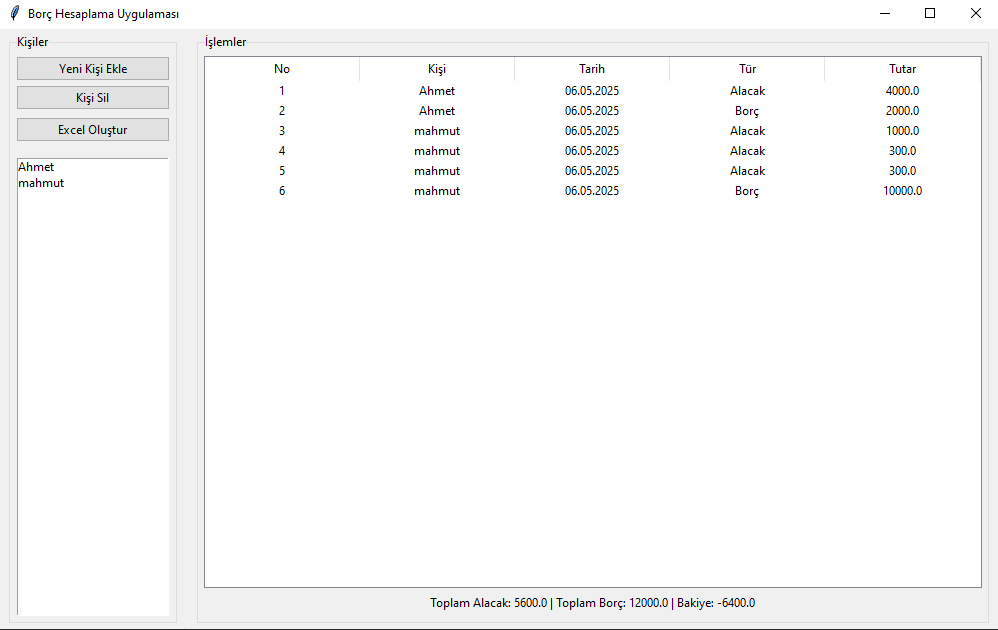 Borç Hesaplama Uygulaması
Kişiler
Yeni Kişi Ekle
Kişi Sil
Excel Oluştur
Ahmet
mahmut
İşlemler
No Kişi Tarih Tür Tutar
1 Ahmet 06.05.2025 Alacak 4000.0
2 Ahmet 06.05.2025 Borç 2000.0
3 mahmut 06.05.2025 Alacak 1000.0
4 mahmut 06.05.2025 Alacak 300.0
5 mahmut 06.05.2025 Alacak 300.0
6 mahmut 06.05.2025 Borç 10000.0
Toplam Alacak: 5600.0 | Toplam Borç: 12000.0 | Bakiye: -6400.0